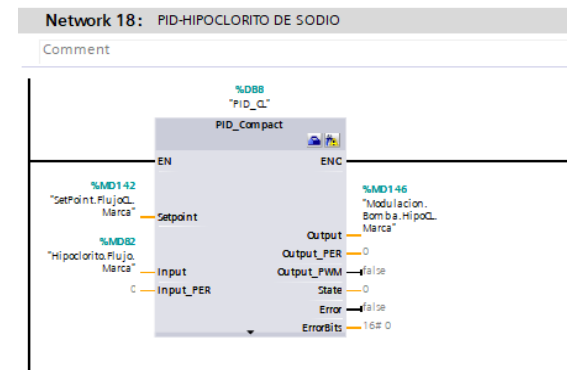 Network 18: PID-HIPOCLORITO DE SODIO
Comment
%DB8
"PID_CL"
PID_Compact
EN
ENC
%MD142
"SetPoint.FlujoCL.
Marca"
Setpoint
%MD82
"Hipoclorito.Flujo.
Marca"
Input
0
Input_PER
%MD146
"Modulacion.
Bomba.HipoCL.
Marca"
Output
Output_PER
0
Output_PWM
false
State
0
Error
false
ErrorBits
16#0